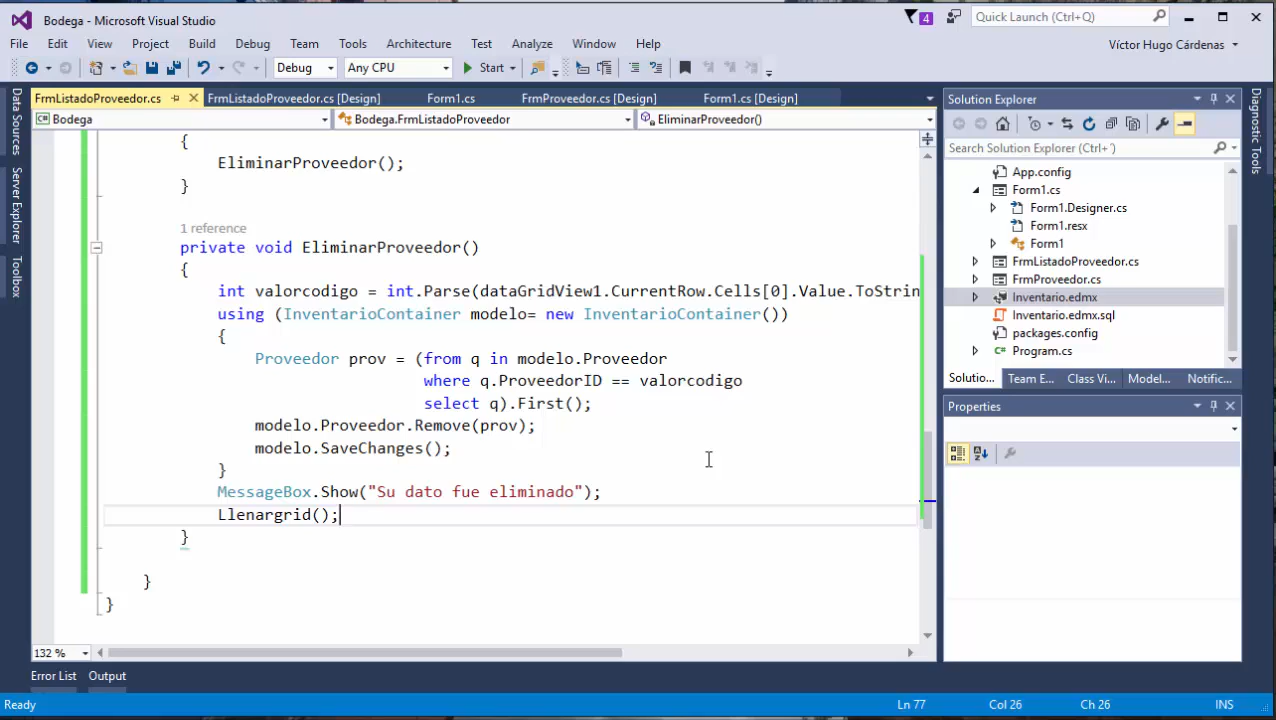 Bodega - Microsoft Visual Studio
4
Quick Launch (Ctrl+Q)
File Edit View Project Build Debug Team Tools Architecture Test Analyze Window Help
Víctor Hugo Cárdenas
Debug Any CPU Start
FrmListadoProveedor.cs FrmListadoProveedor.cs [Design] Form1.cs FrmProveedor.cs [Design] Form1.cs [Design]
Bodega Bodega.FrmListadoProveedor EliminarProveedor()
Data Sources
Server Explorer
Toolbox
{
EliminarProveedor();
}
1 reference
private void EliminarProveedor()
{
int valorcodigo = int.Parse(dataGridView1.CurrentRow.Cells[0].Value.ToStrin
using (InventarioContainer modelo= new InventarioContainer())
{
Proveedor prov = (from q in modelo.Proveedor
where q.ProveedorID == valorcodigo
select q).First();
modelo.Proveedor.Remove(prov);
modelo.SaveChanges();
}
MessageBox.Show("Su dato fue eliminado");
Llenargrid();
}
}
}
132 %
Solution Explorer
Search Solution Explorer (Ctrl+´)
App.config
Form1.cs
Form1.Designer.cs
Form1.resx
Form1
FrmListadoProveedor.cs
FrmProveedor.cs
Inventario.edmx
Inventario.edmx.sql
packages.config
Program.cs
Solutio... Team E... Class Vi... Model... Notific...
Properties
Diagnostic Tools
Error List Output
Ready Ln 77 Col 26 Ch 26 INS